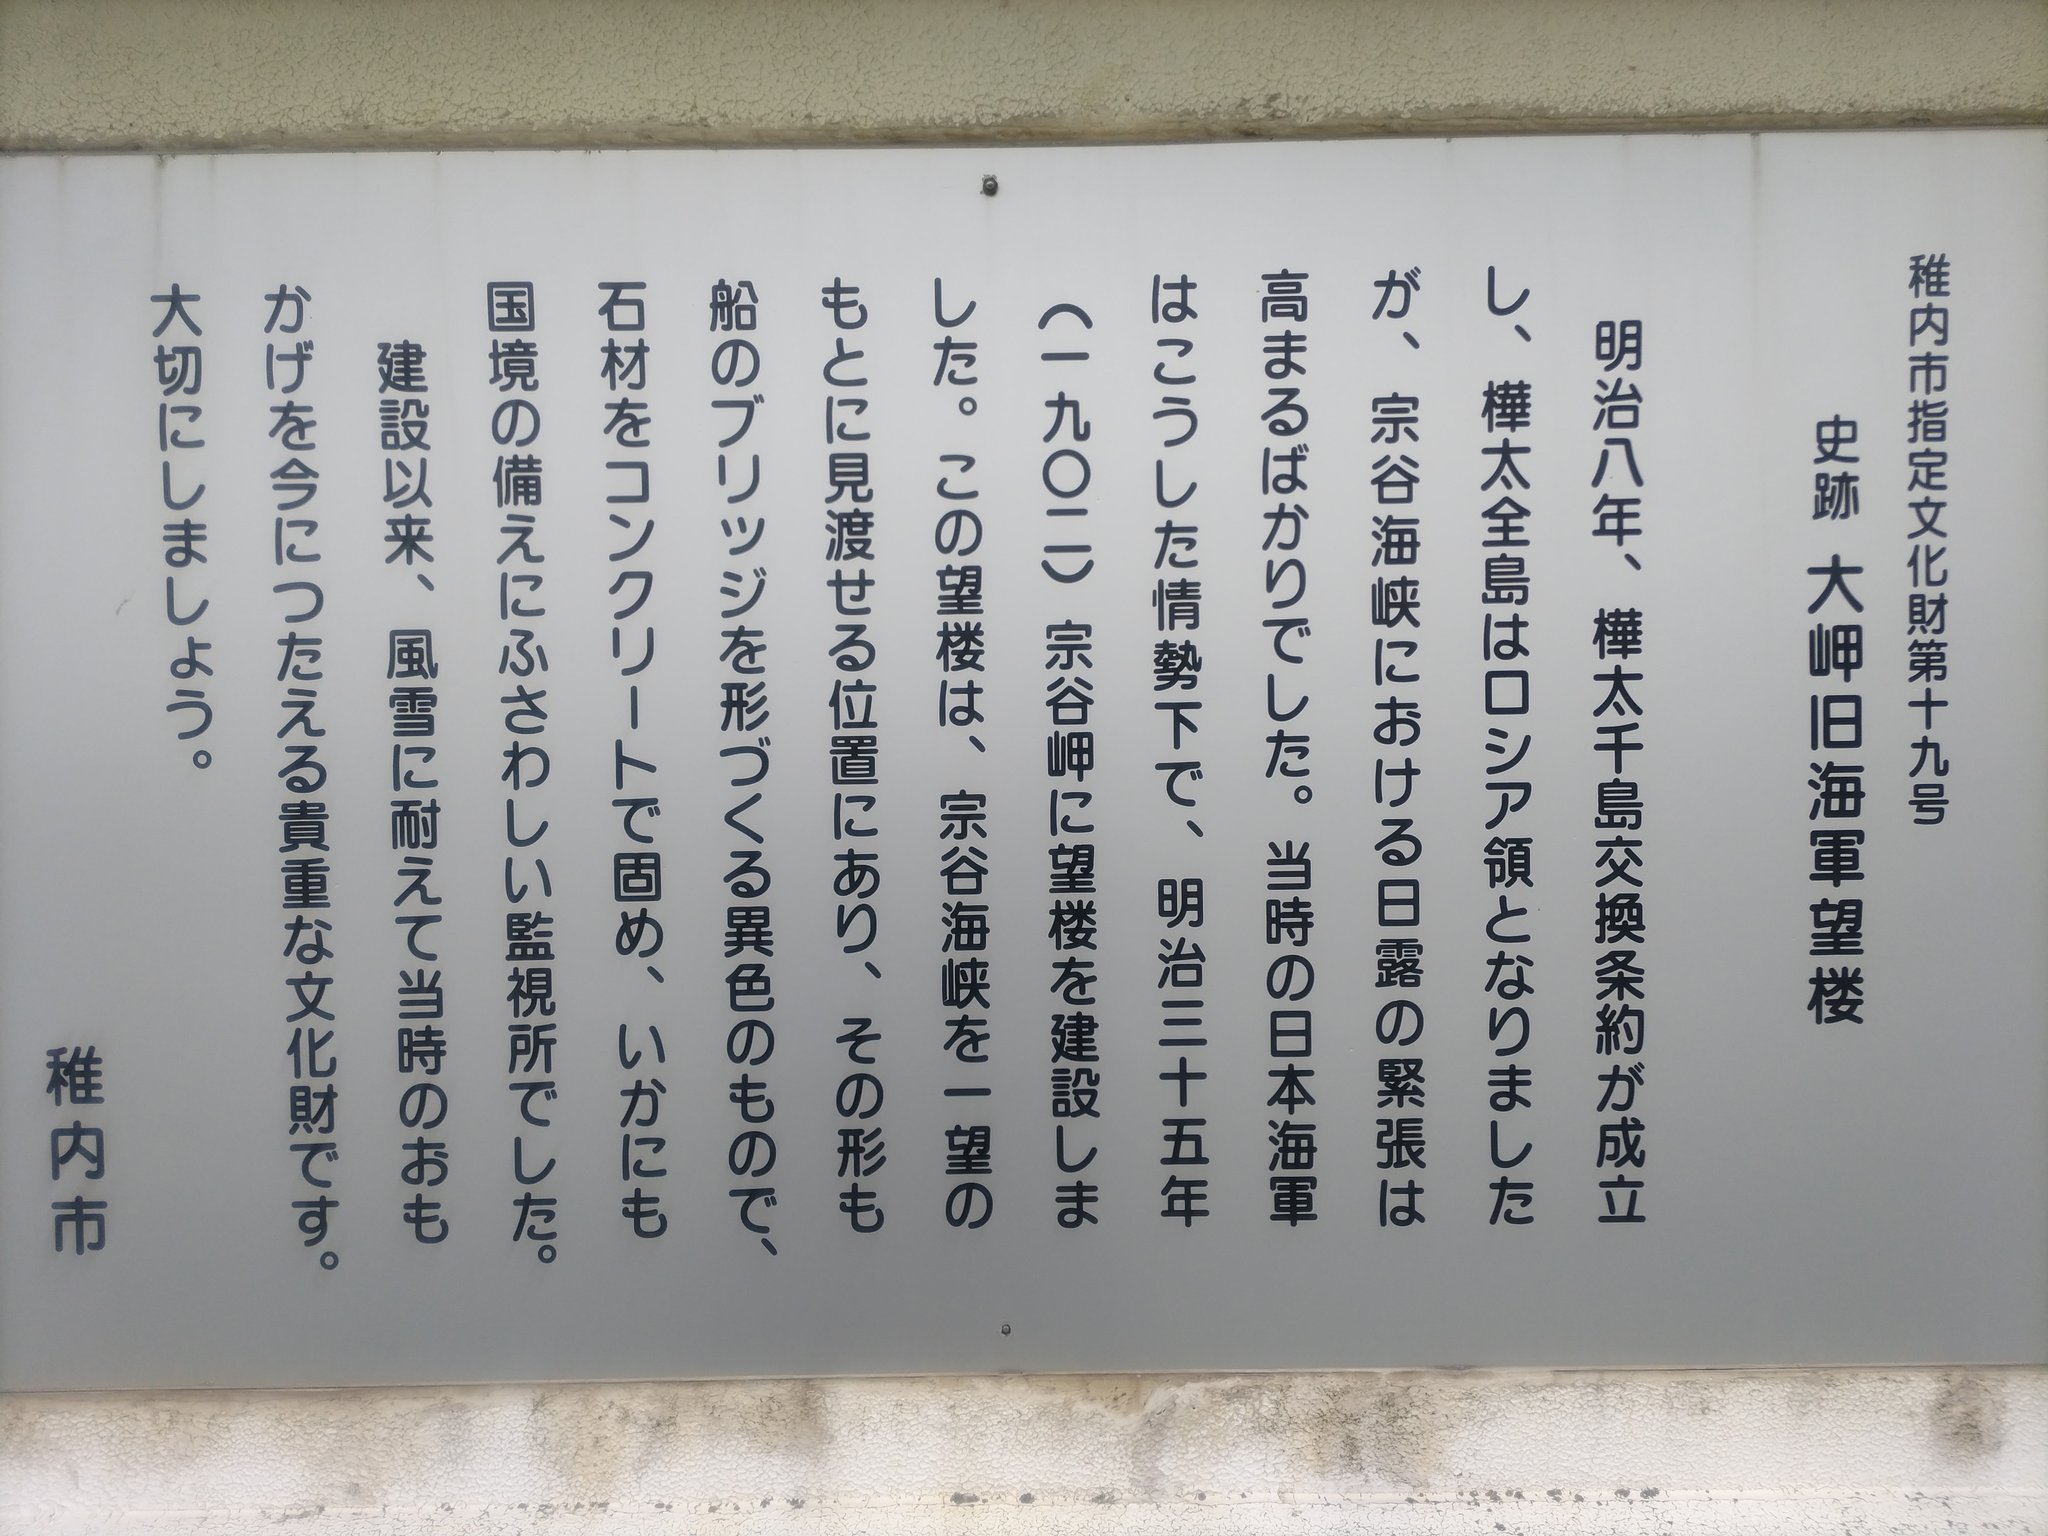 稚内市指定文化財第十九号
史跡 大岬旧海軍望楼
明治八年、樺太千島交換条約が成立
し、樺太全島はロシア領となりました
が、宗谷海峡における日露の緊張は
高まるばかりでした。当時の日本海軍
はこうした情勢下で、明治三十五年
（一九〇二）宗谷岬に望楼を建設しま
した。この望楼は、宗谷海峡を一望の
もとに見渡せる位置にあり、その形も
船のブリッジを形づくる異色のもので、
石材をコンクリートで固め、いかにも
国境の備えにふさわしい監視所でした。
建設以来、風雪に耐えて当時のおも
かげを今につたえる貴重な文化財です。
大切にしましょう。
稚内市